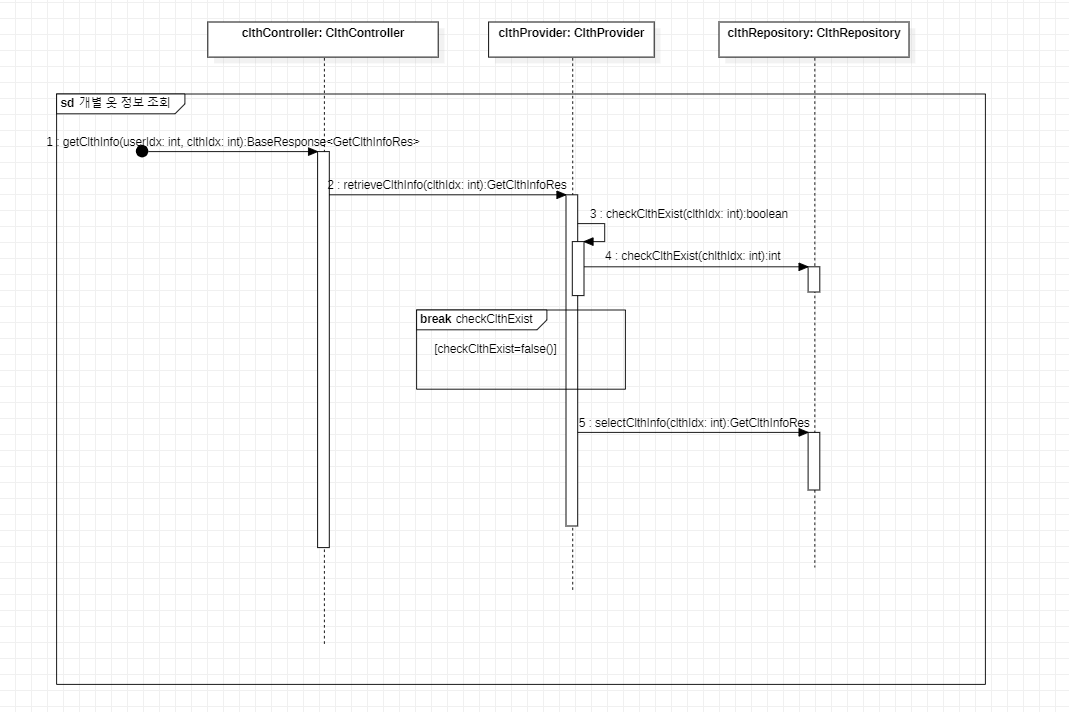 clthController: ClthController
clthProvider: ClthProvider
clthRepository: ClthRepository
sd 개별 옷 정보 조회
1 : getClthInfo(userIdx: int, clthIdx: int):BaseResponse<GetClthInfoRes>
2 : retrieveClthInfo(clthIdx: int):GetClthInfoRes
3 : checkClthExist(clthIdx: int):boolean
4 : checkClthExist(chlthIdx: int):int
break checkClthExist
[checkClthExist=false()]
5 : selectClthInfo(clthIdx: int):GetClthInfoRes